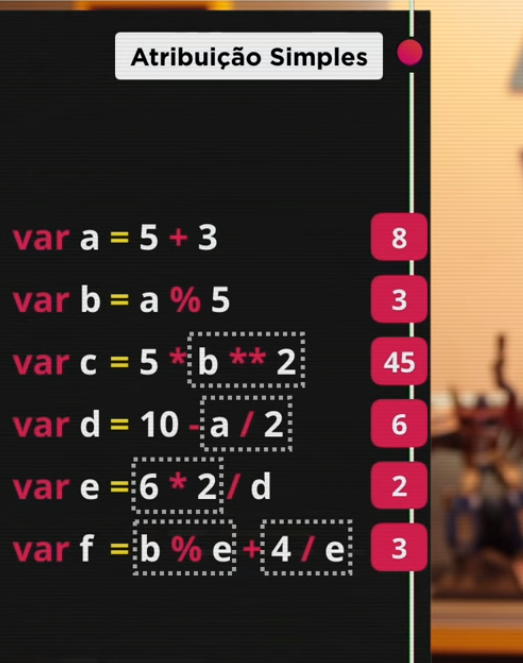 Atribuição Simples
var a = 5 + 3 8
var b = a % 5 3
var c = 5 * b ** 2 45
var d = 10 - a / 2 6
var e = 6 * 2 / d 2
var f = b % e + 4 / e 3